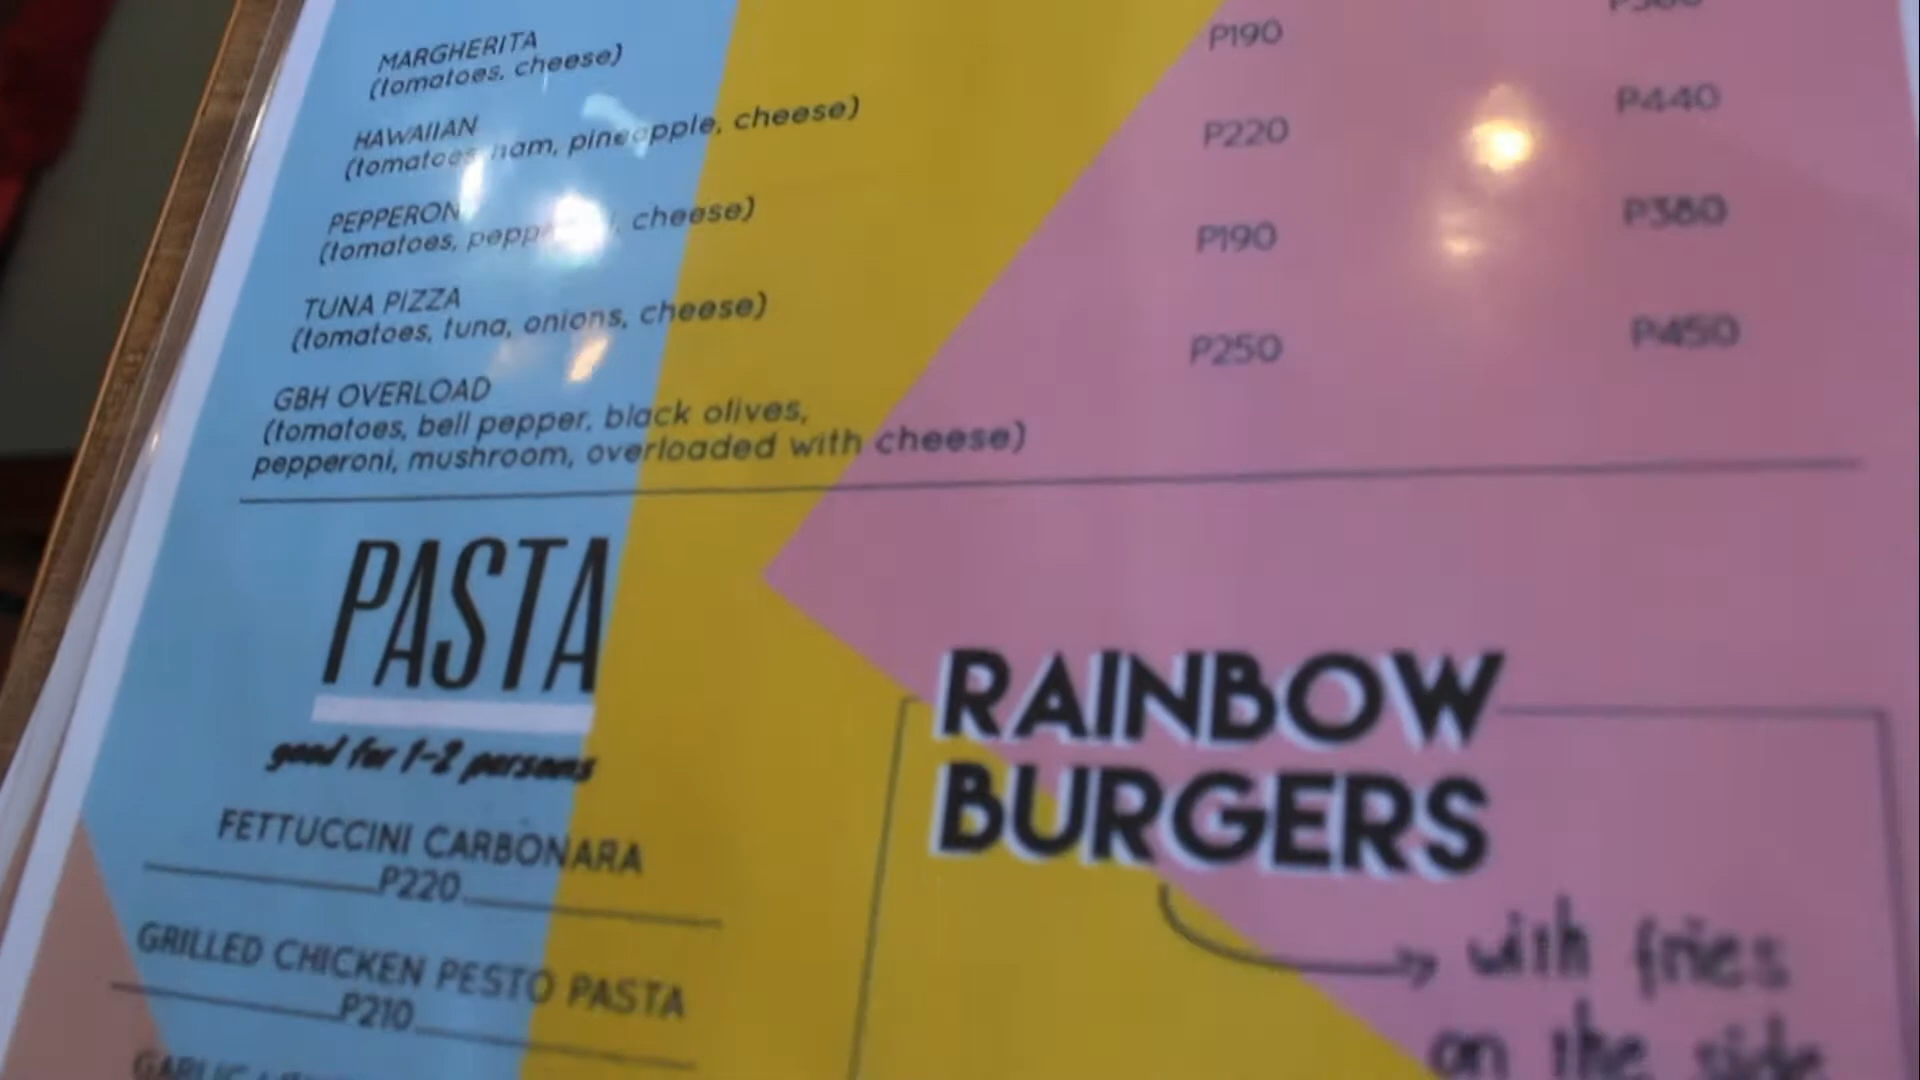 MARGHERITA
(tomatoes, cheese)
P190
HAWAIIAN
(tomatoes, ham, pineapple, cheese)
P220
P440
PEPPERONI
(tomatoes, pepperoni, cheese)
P190
P380
TUNA PIZZA
(tomatoes, tuna, onions, cheese)
P250
P450
GBH OVERLOAD
(tomatoes, bell pepper, black olives,
pepperoni, mushroom, overloaded with cheese)
PASTA
good for 1-2 persons
FETTUCCINI CARBONARA
P220
GRILLED CHICKEN PESTO PASTA
P210
GARLIC
RAINBOW
BURGERS
with fries
on the side